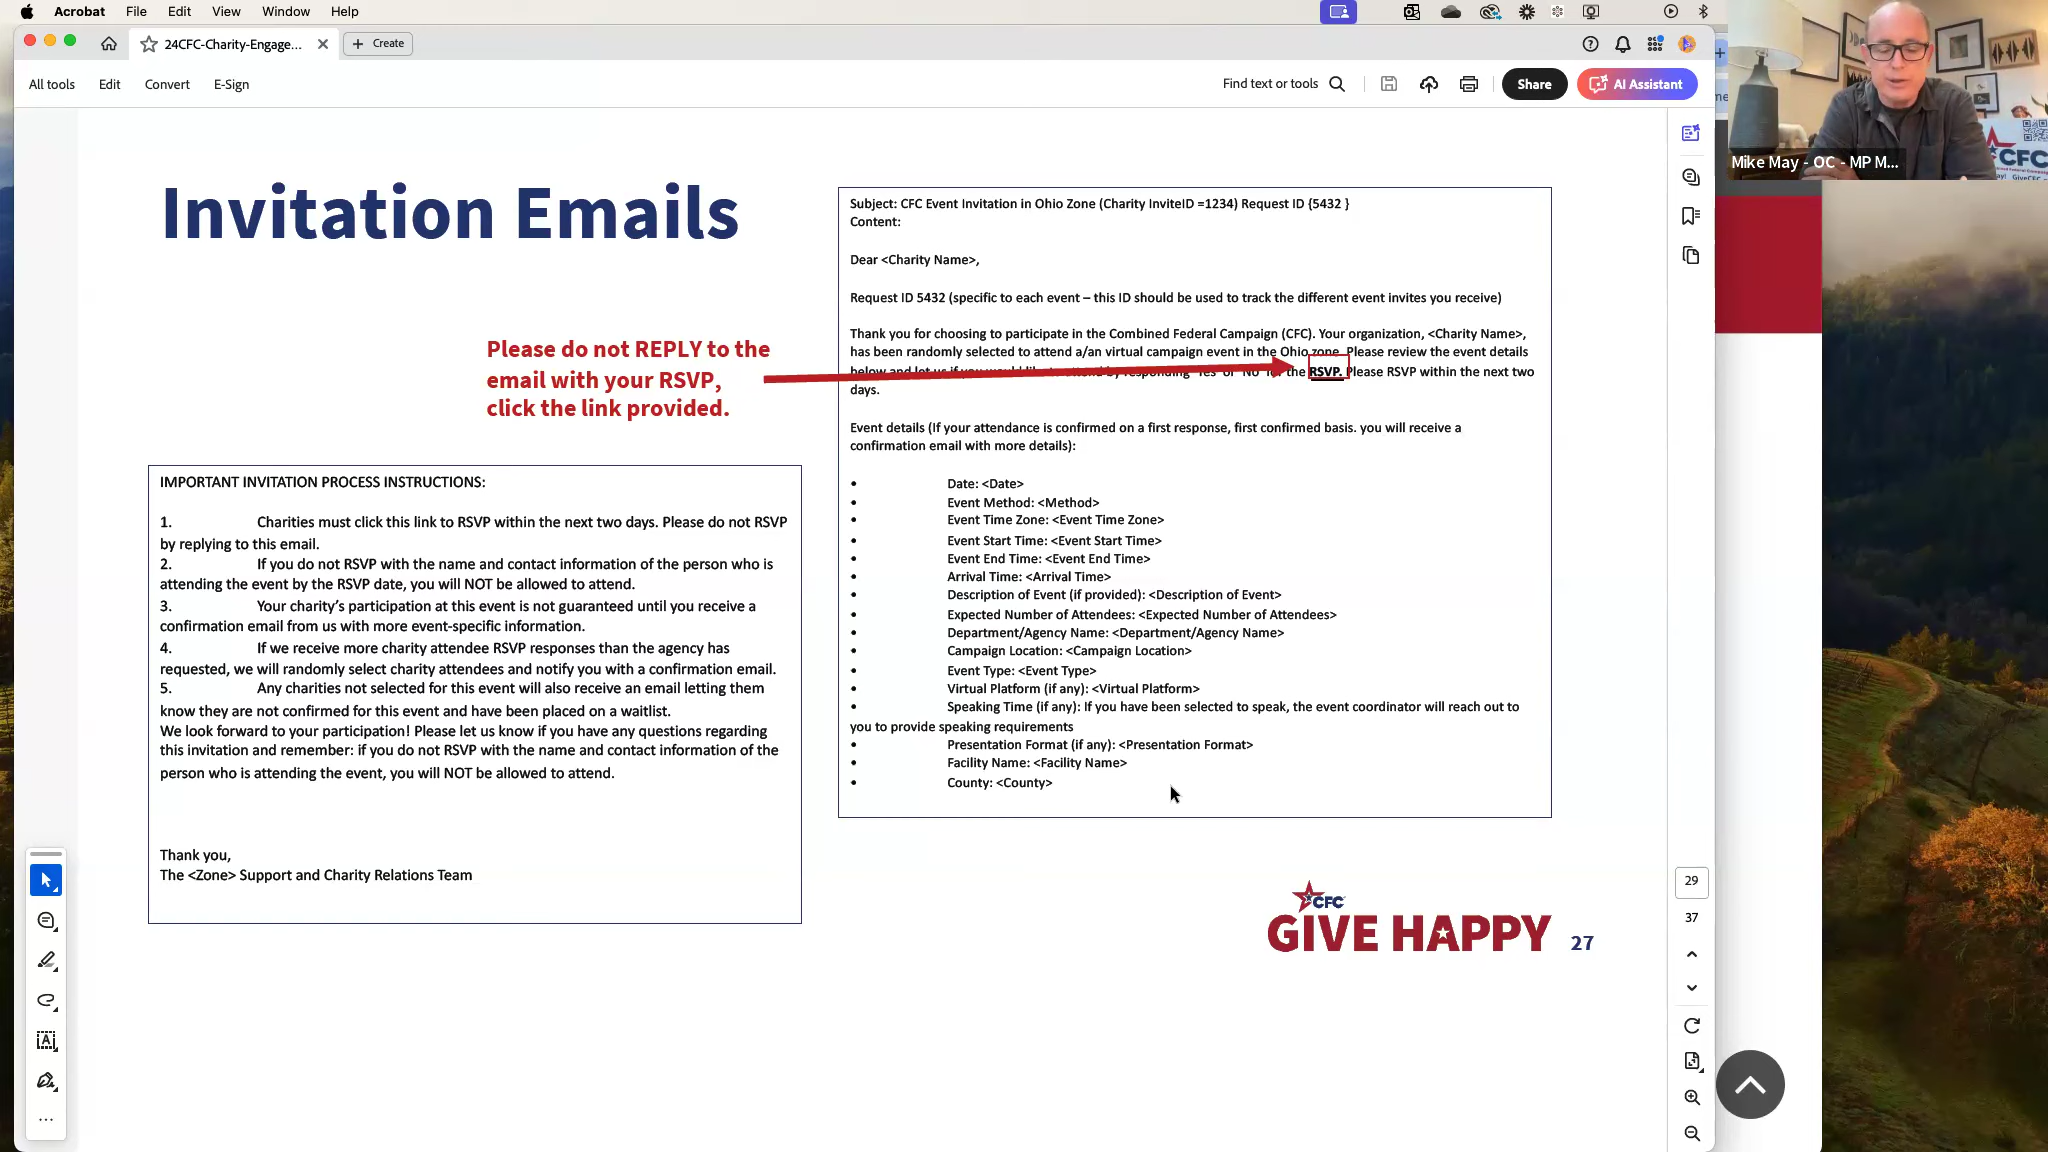 Acrobat File Edit View Window Help
24CFC-Charity-Engage...
Create
All tools Edit Convert E-Sign
Find text or tools
Share
AI Assistant
Mike May - OC - MP M...
CFC
Invitation Emails
Please do not REPLY to the
email with your RSVP,
click the link provided.
IMPORTANT INVITATION PROCESS INSTRUCTIONS:
1. Charities must click this link to RSVP within the next two days. Please do not RSVP
by replying to this email.
2. If you do not RSVP with the name and contact information of the person who is
attending the event by the RSVP date, you will NOT be allowed to attend.
3. Your charity's participation at this event is not guaranteed until you receive a
confirmation email from us with more event-specific information.
4. If we receive more charity attendee RSVP responses than the agency has
requested, we will randomly select charity attendees and notify you with a confirmation email.
5. Any charities not selected for this event will also receive an email letting them
know they are not confirmed for this event and have been placed on a waitlist.
We look forward to your participation! Please let us know if you have any questions regarding
this invitation and remember: if you do not RSVP with the name and contact information of the
person who is attending the event, you will NOT be allowed to attend.
Thank you,
The <Zone> Support and Charity Relations Team
Subject: CFC Event Invitation in Ohio Zone (Charity InviteID =1234) Request ID {5432 }
Content:
Dear <Charity Name>,
Request ID 5432 (specific to each event – this ID should be used to track the different event invites you receive)
Thank you for choosing to participate in the Combined Federal Campaign (CFC). Your organization, <Charity Name>,
has been randomly selected to attend a/an virtual campaign event in the Ohio zone. Please review the event details
below and let us if you would like to attend by responding 'Yes' or 'No' for the RSVP. Please RSVP within the next two
days.
Event details (If your attendance is confirmed on a first response, first confirmed basis. you will receive a
confirmation email with more details):
• Date: <Date>
• Event Method: <Method>
• Event Time Zone: <Event Time Zone>
• Event Start Time: <Event Start Time>
• Event End Time: <Event End Time>
• Arrival Time: <Arrival Time>
• Description of Event (if provided): <Description of Event>
• Expected Number of Attendees: <Expected Number of Attendees>
• Department/Agency Name: <Department/Agency Name>
• Campaign Location: <Campaign Location>
• Event Type: <Event Type>
• Virtual Platform (if any): <Virtual Platform>
• Speaking Time (if any): If you have been selected to speak, the event coordinator will reach out to
you to provide speaking requirements
• Presentation Format (if any): <Presentation Format>
• Facility Name: <Facility Name>
• County: <County>
CFC
GIVE HAPPY
27
29
37